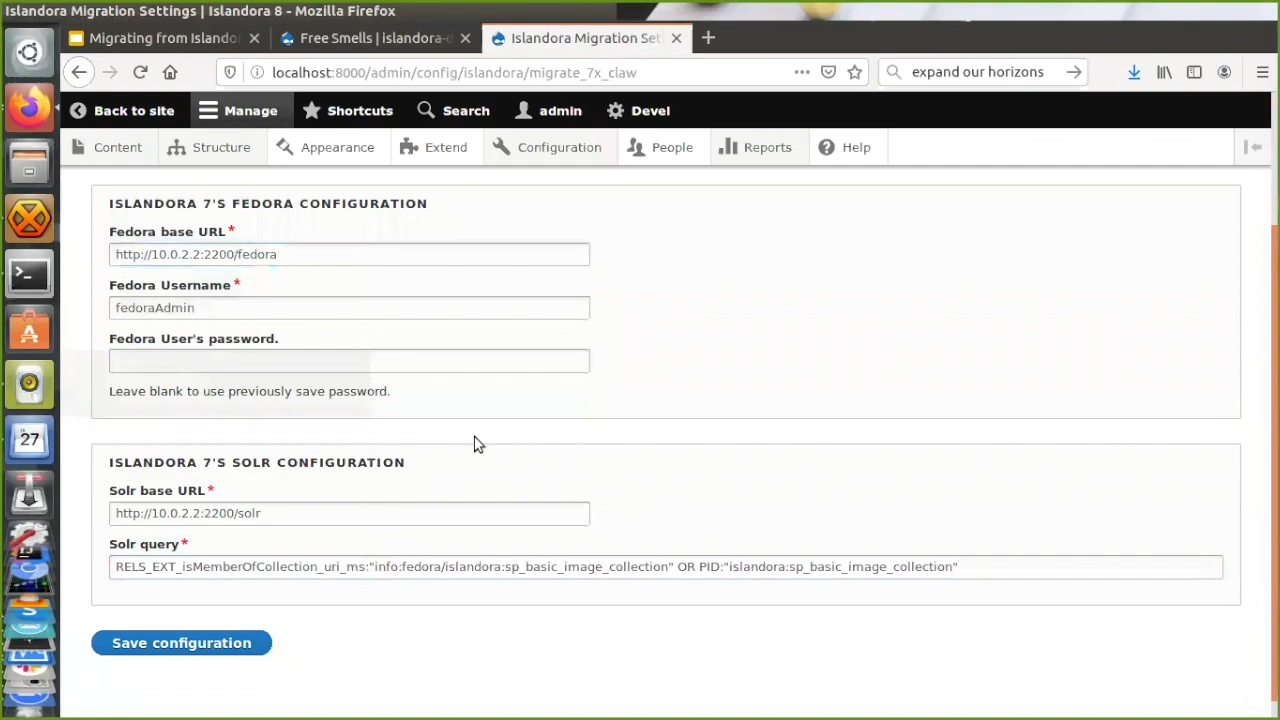 Islandora Migration Settings | Islandora 8 - Mozilla Firefox
Migrating from Islando
Free Smells | islandora-d
Islandora Migration Set
localhost:8000/admin/config/islandora/migrate_7x_claw
expand our horizons
Back to site
Manage
Shortcuts
Search
admin
Devel
Content
Structure
Appearance
Extend
Configuration
People
Reports
Help
ISLANDORA 7'S FEDORA CONFIGURATION
Fedora base URL*
http://10.0.2.2:2200/fedora
Fedora Username*
fedoraAdmin
Fedora User's password.
Leave blank to use previously save password.
27
ISLANDORA 7'S SOLR CONFIGURATION
Solr base URL*
http://10.0.2.2:2200/solr
Solr query*
RELS_EXT_isMemberOfCollection_uri_ms:"info:fedora/islandora:sp_basic_image_collection" OR PID:"islandora:sp_basic_image_collection"
Save configuration